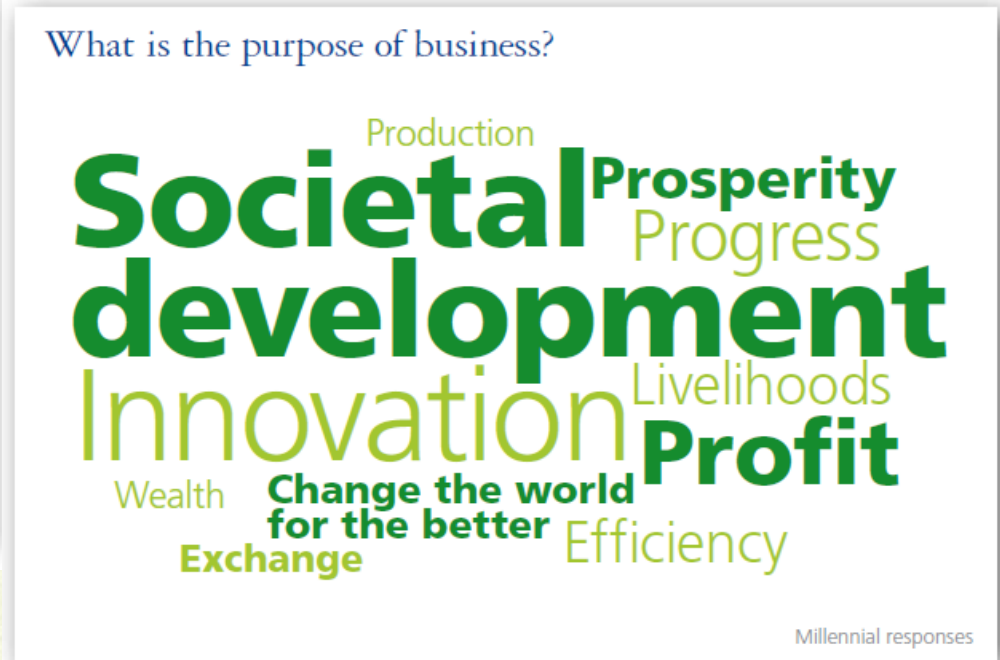 What is the purpose of business?
Production
Societal
Prosperity
Progress
development
Innovation
Livelihoods
Profit
Wealth
Change the world
for the better
Efficiency
Exchange
Millennial responses